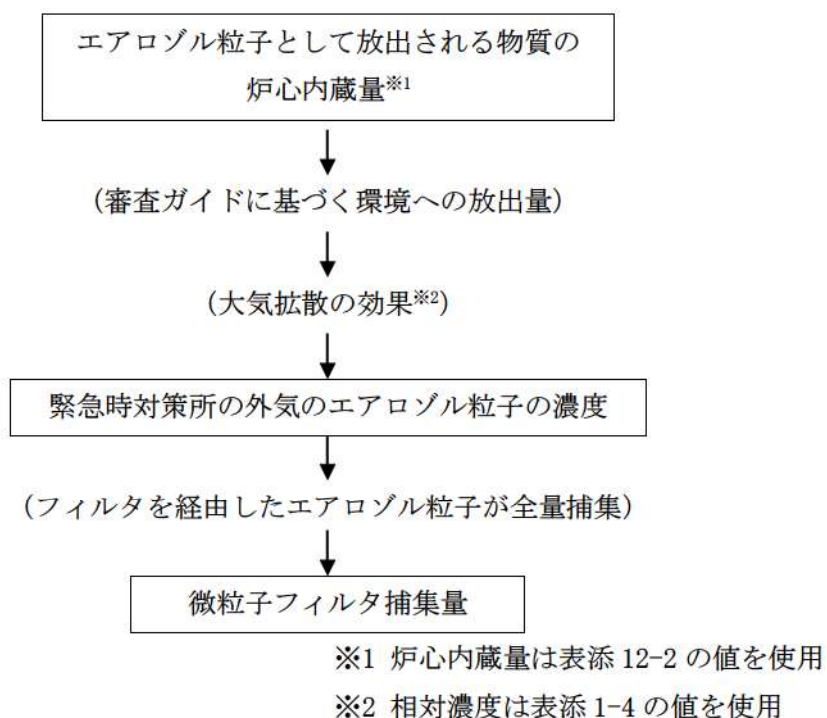 エアロゾル粒子として放出される物質の
炉心内蔵量※1
(審査ガイドに基づく環境への放出量)
(大気拡散の効果※2)
緊急時対策所の外気のエアロゾル粒子の濃度
(フィルタを経由したエアロゾル粒子が全量捕集)
微粒子フィルタ捕集量
※1 炉心内蔵量は表添 12-2 の値を使用
※2 相対濃度は表添 1-4 の値を使用